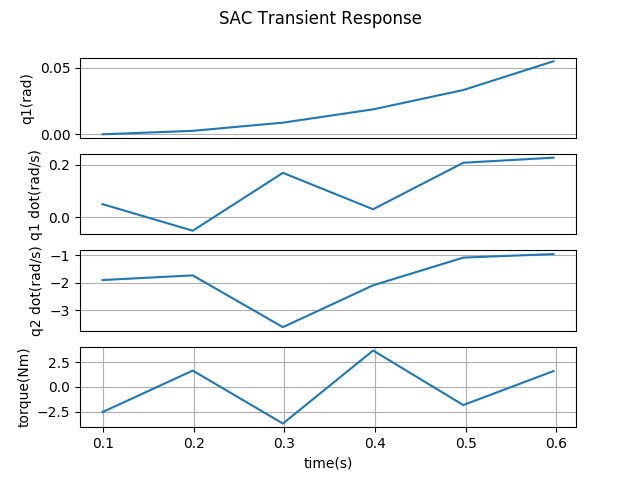 SAC Transient Response
q1(rad)
0.05
0.00
q1 dot(rad/s)
0.2
0.0
q2 dot(rad/s)
−1
−2
−3
torque(Nm)
2.5
0.0
−2.5
0.1 0.2 0.3 0.4 0.5 0.6
time(s)